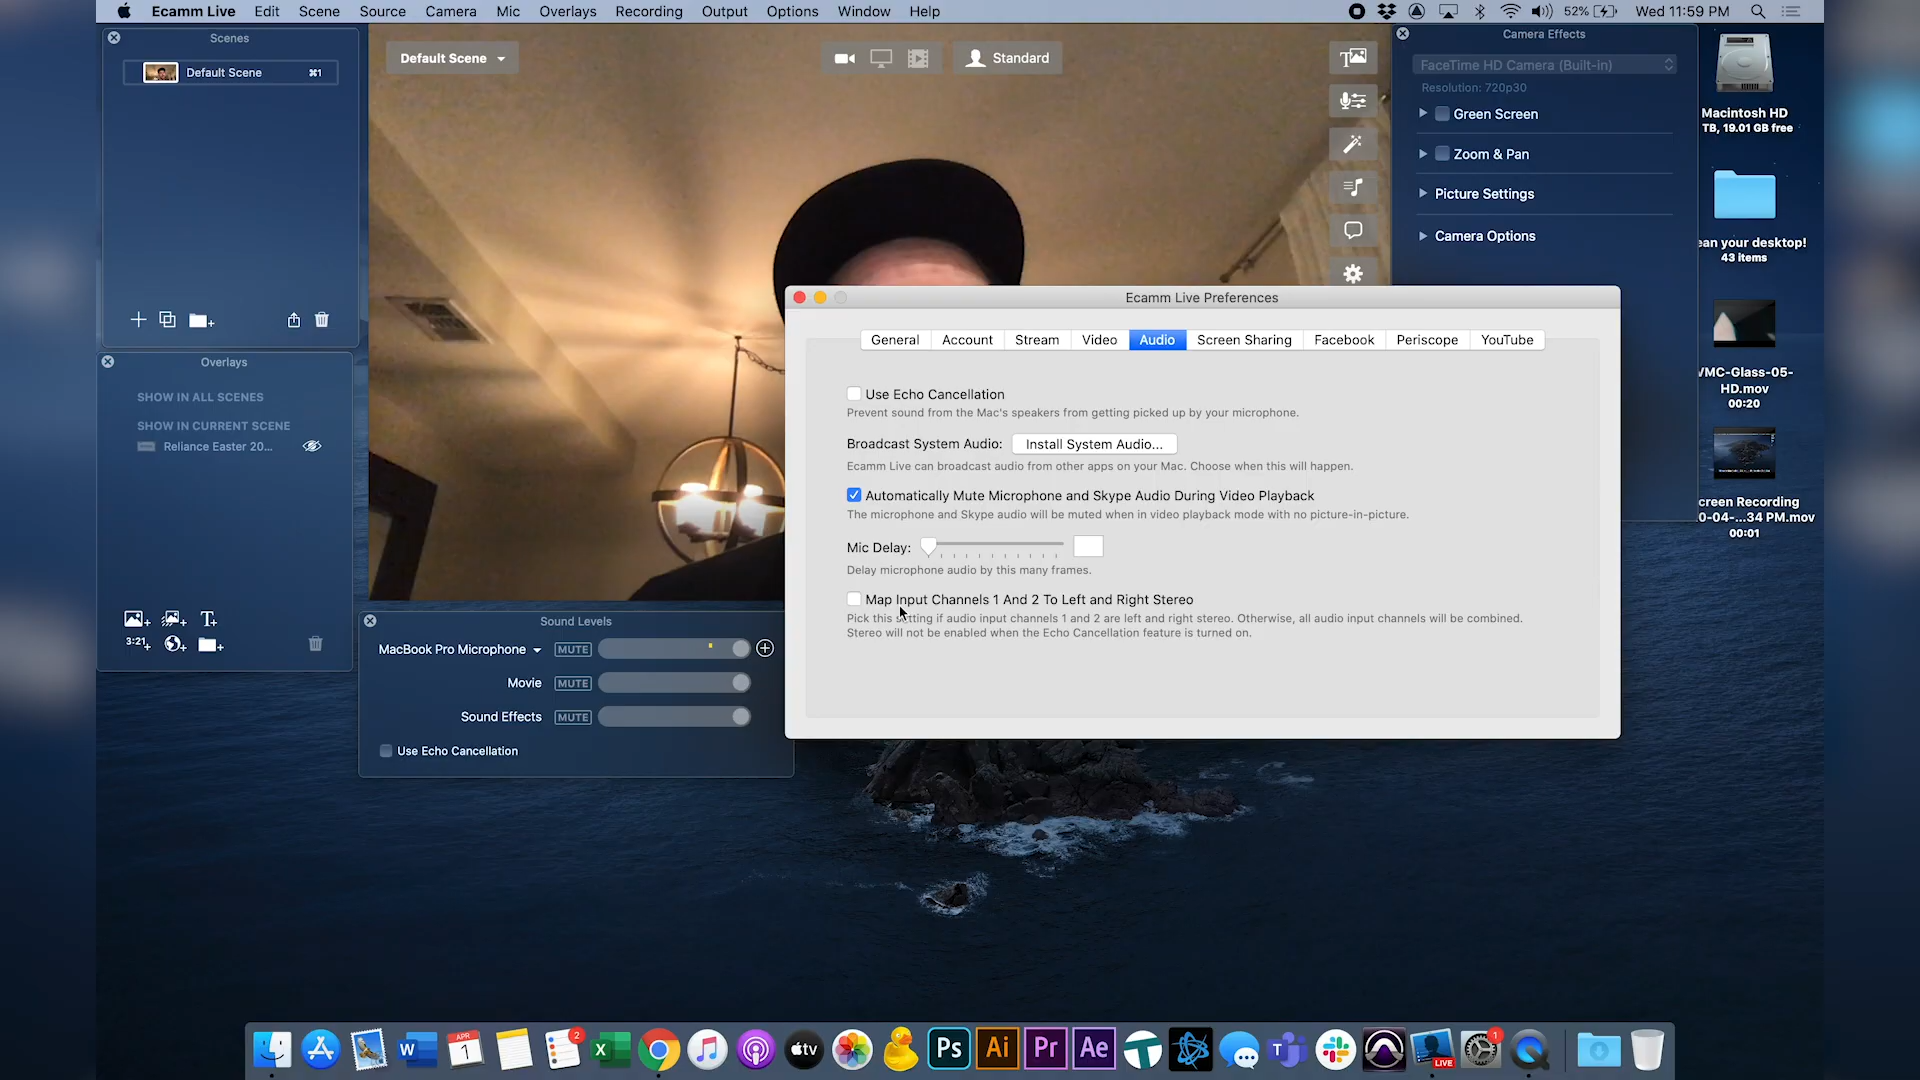 Ecamm Live Edit Scene Source Camera Mic Overlays Recording Output Options Window Help 52% Wed 11:59 PM
Scenes
Default Scene ⌘1
Overlays
SHOW IN ALL SCENES
SHOW IN CURRENT SCENE
Reliance Easter 20...
T+
3:21+
Default Scene
Standard
Camera Effects
FaceTime HD Camera (Built-in)
Resolution: 720p30
Green Screen
Zoom & Pan
Picture Settings
Camera Options
Macintosh HD
TB, 19.01 GB free
ean your desktop!
43 items
VMC-Glass-05-
HD.mov
00:20
creen Recording
0-04-...34 PM.mov
00:01
Ecamm Live Preferences
General Account Stream Video Audio Screen Sharing Facebook Periscope YouTube
Use Echo Cancellation
Prevent sound from the Mac's speakers from getting picked up by your microphone.
Broadcast System Audio: Install System Audio...
Ecamm Live can broadcast audio from other apps on your Mac. Choose when this will happen.
Automatically Mute Microphone and Skype Audio During Video Playback
The microphone and Skype audio will be muted when in video playback mode with no picture-in-picture.
Mic Delay:
Delay microphone audio by this many frames.
Map Input Channels 1 And 2 To Left and Right Stereo
Pick this setting if audio input channels 1 and 2 are left and right stereo. Otherwise, all audio input channels will be combined.
Stereo will not be enabled when the Echo Cancellation feature is turned on.
Sound Levels
MacBook Pro Microphone MUTE
Movie MUTE
Sound Effects MUTE
Use Echo Cancellation
W APR 1 2 X tv Ps Ai Pr Ae T LIVE 1